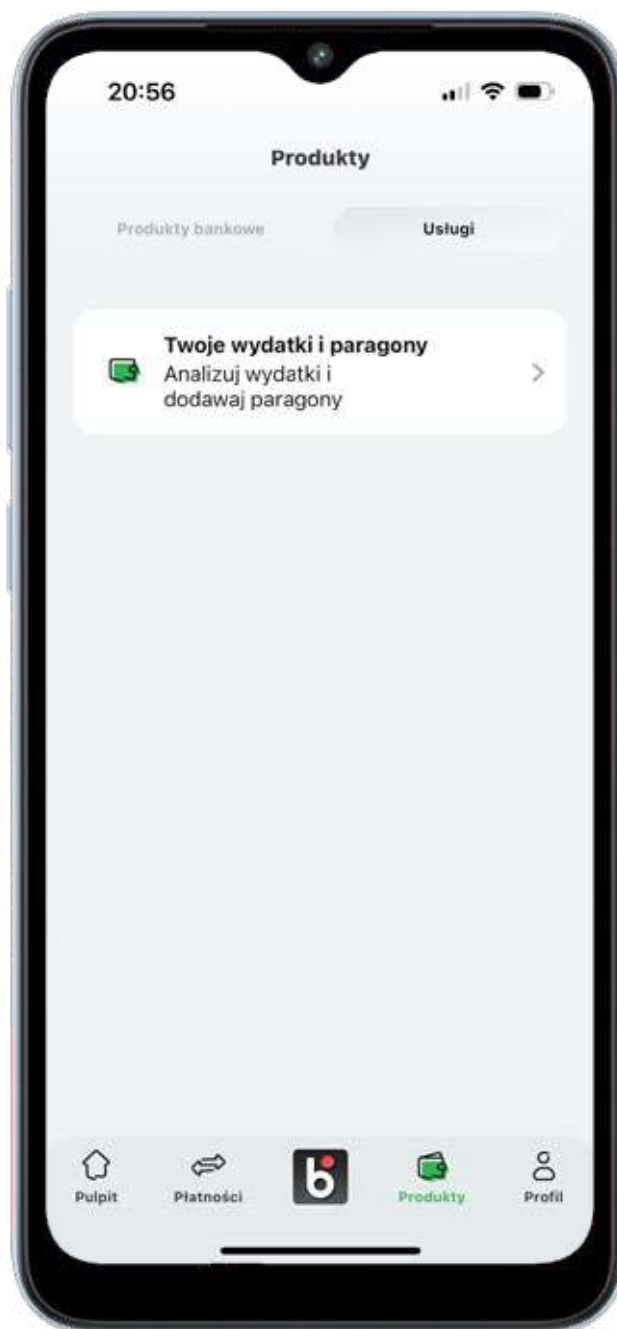 20:56
Produkty
Produkty bankowe
Usługi
Twoje wydatki i paragony
Analizuj wydatki i
dodawaj paragony
Pulpit
Płatności
b
Produkty
Profil